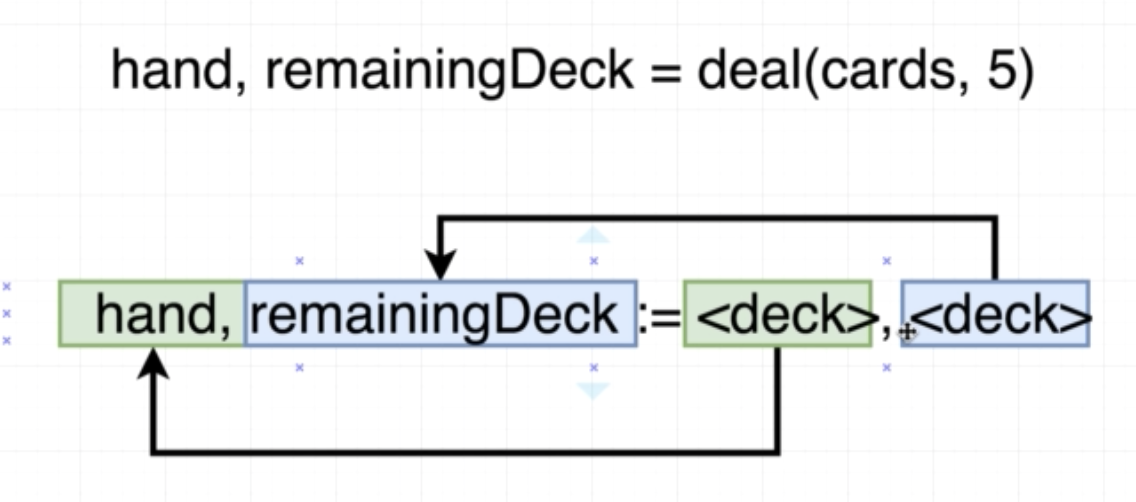 hand, remainingDeck = deal(cards, 5)
hand, remainingDeck := <deck>, <deck>